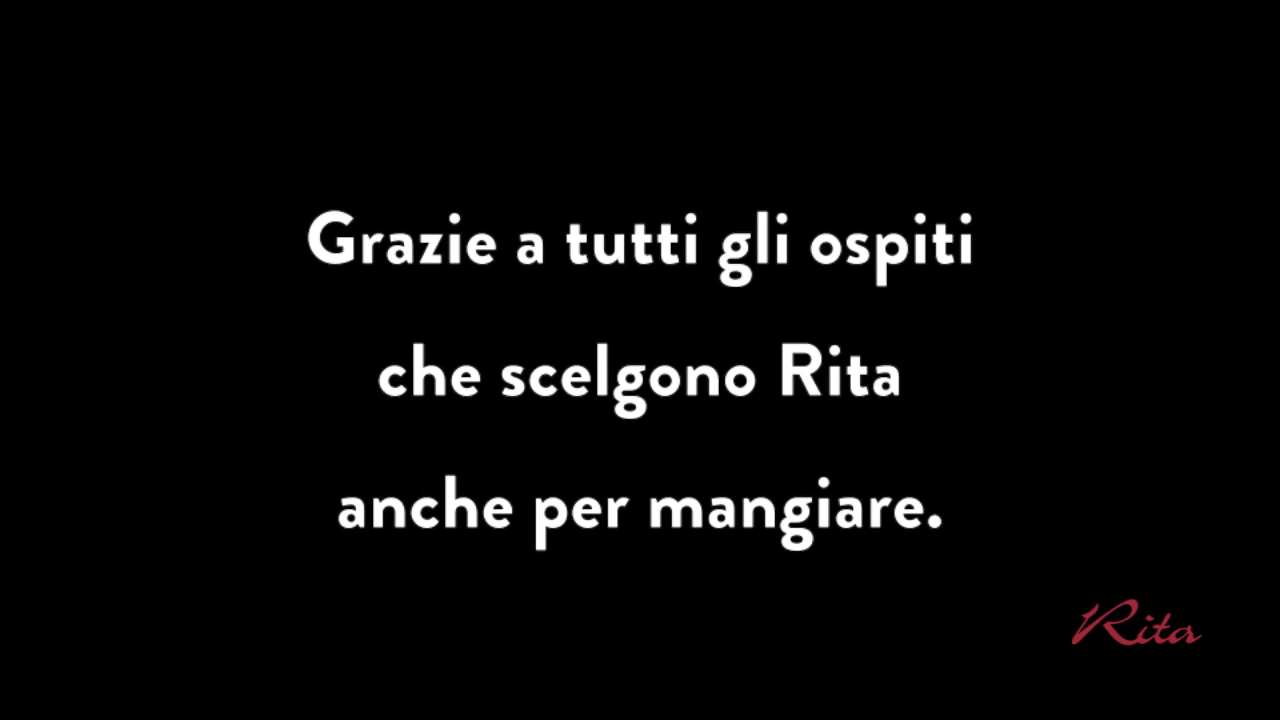 Grazie a tutti gli ospiti
che scelgono Rita
anche per mangiare.
Rita